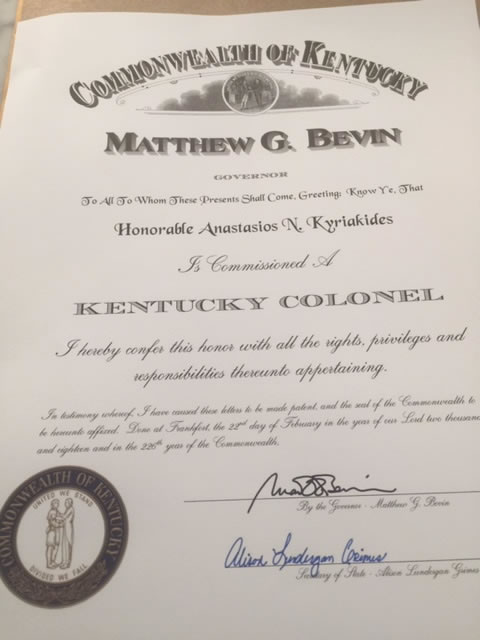 COMMONWEALTH OF KENTUCKY
MATTHEW G. BEVIN
GOVERNOR
To All To Whom These Presents Shall Come, Greeting: Know Ye, That
Honorable Anastasios N. Kyriakides
Is Commissioned A
KENTUCKY COLONEL
I hereby confer this honor with all the rights, privileges and
responsibilities thereunto appertaining.
In testimony whereof, I have caused these letters to be made patent, and the seal of the Commonwealth to
be hereunto affixed. Done at Frankfort, the 22nd day of February in the year of our Lord two thousand
and eighteen and in the 226th year of the Commonwealth.
COMMONWEALTH OF KENTUCKY
UNITED WE STAND
DIVIDED WE FALL
Matt G Bevin
By the Governor - Matthew G. Bevin
Alison Lundergan Grimes
Secretary of State - Alison Lundergan Grimes